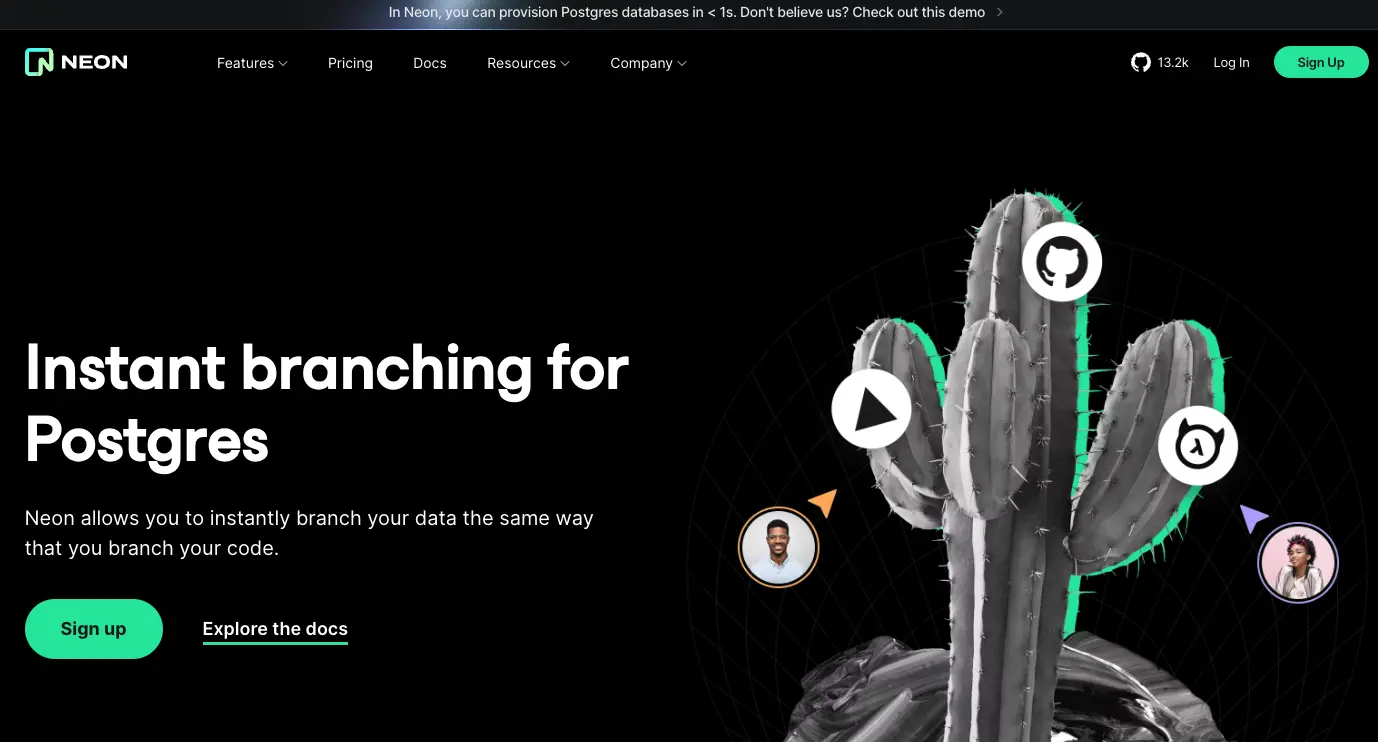 In Neon, you can provision Postgres databases in < 1s. Don't believe us? Check out this demo
NEON
Features
Pricing
Docs
Resources
Company
13.2k
Log In
Sign Up
Instant branching for
Postgres
Neon allows you to instantly branch your data the same way
that you branch your code.
Sign up
Explore the docs